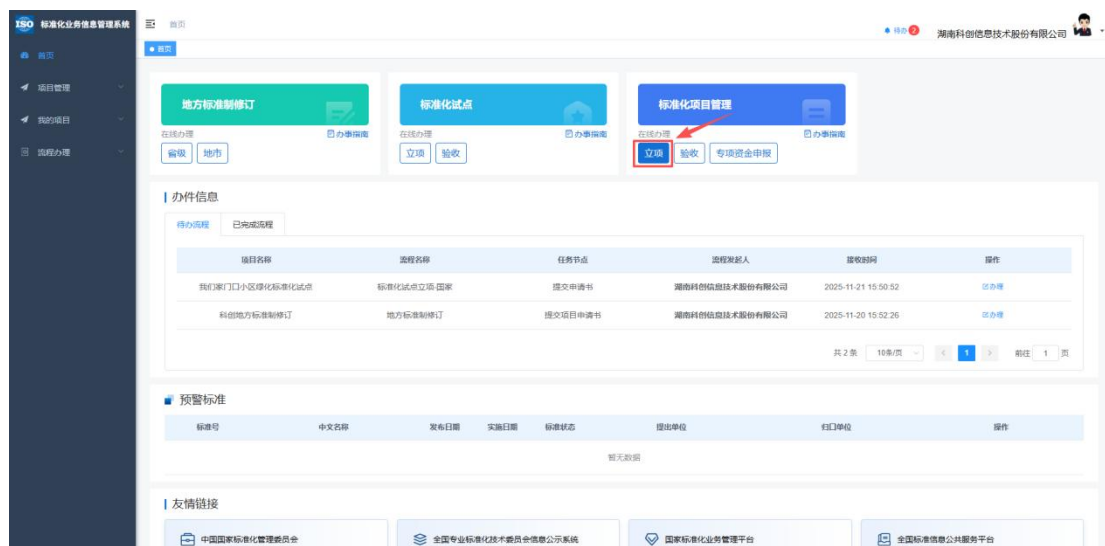 ISO 标准化业务信息管理系统
首页
待办 2
湖南科创信息技术股份有限公司
首页
首页
项目管理
我的项目
流程办理
地方标准制修订
在线办理
办事指南
省级 地市
标准化试点
在线办理
办事指南
立项 验收
标准化项目管理
在线办理
办事指南
立项 验收 专项资金申报
办件信息
待办流程 已完成流程
项目名称 流程名称 任务节点 流程发起人 接收时间 操作
我们家门口小区绿化标准化试点 标准化试点立项-国家 提交申请书 湖南科创信息技术股份有限公司 2025-11-21 15:50:52 办理
科创地方标准制修订 地方标准制修订 提交项目申请书 湖南科创信息技术股份有限公司 2025-11-20 15:52:26 办理
共 2 条 10条/页 < 1 > 前往 1 页
预警标准
标准号 中文名称 发布日期 实施日期 标准状态 提出单位 归口单位 操作
暂无数据
友情链接
中国国家标准化管理委员会
全国专业标准化技术委员会信息公示系统
国家标准化业务管理平台
全国标准信息公共服务平台